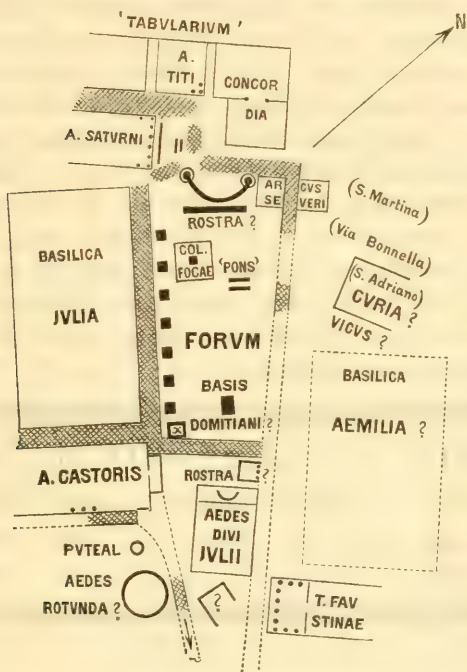 'TABVLARIVM'
N
A.
TITI
CONCOR
DIA
A. SATVRNI
AR
SE
CVS
VERI
(S. Martina)
ROSTRA ?
(Via Bonnella)
BASILICA
JVLIA
COL.
FOCAE
'PONS'
(S. Adriano)
CVRIA ?
VICVS ?
FORVM
BASIS
DOMITIANI ?
BASILICA
AEMILIA ?
A. CASTORIS
ROSTRA ?
AEDES
DIVI
JVLII
PVTEAL
AEDES
ROTVNDA ?
?
T. FAV
STINAE